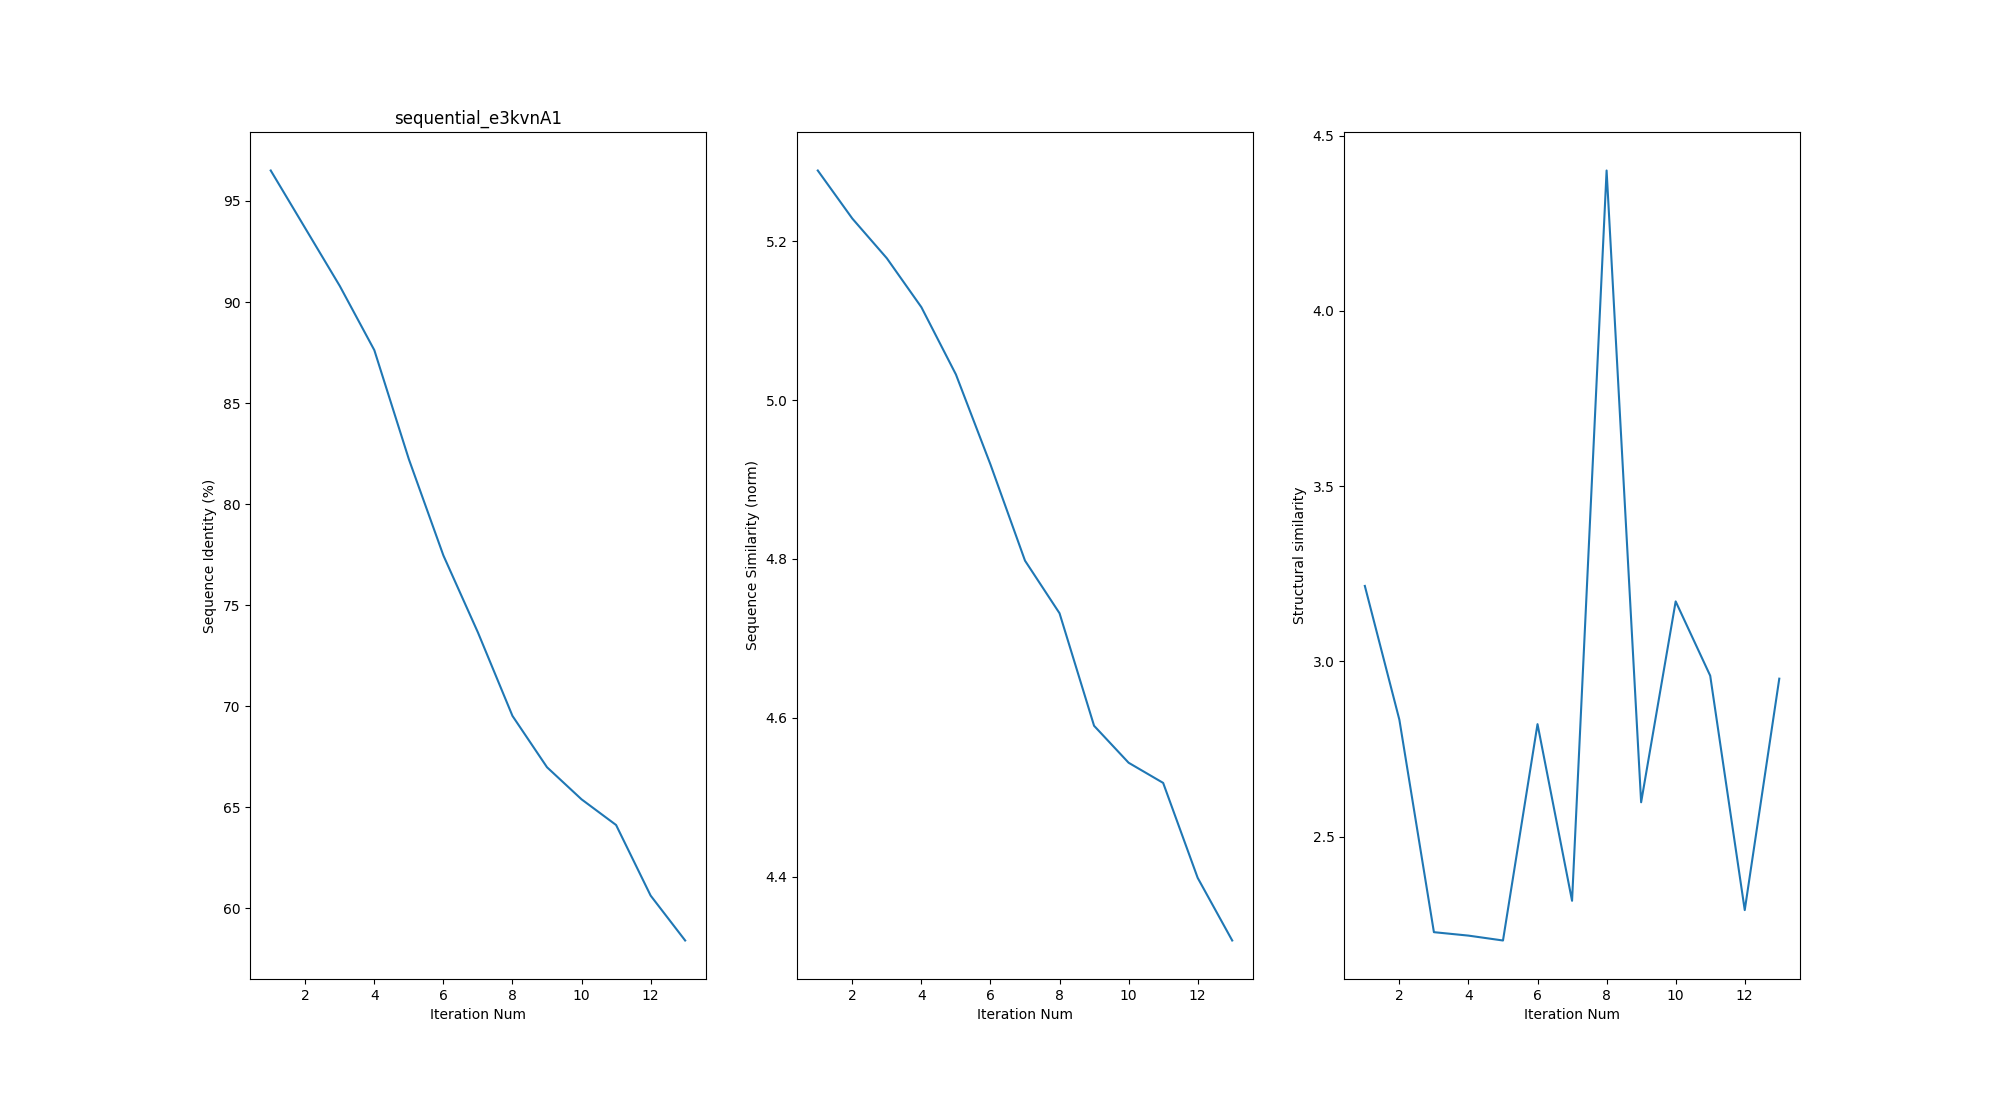 sequential_e3kvnA1
Sequence Identity (%)
95
90
85
80
75
70
65
60
2 4 6 8 10 12
Iteration Num
Sequence Similarity (norm)
5.2
5.0
4.8
4.6
4.4
2 4 6 8 10 12
Iteration Num
Structural similarity
4.5
4.0
3.5
3.0
2.5
2 4 6 8 10 12
Iteration Num